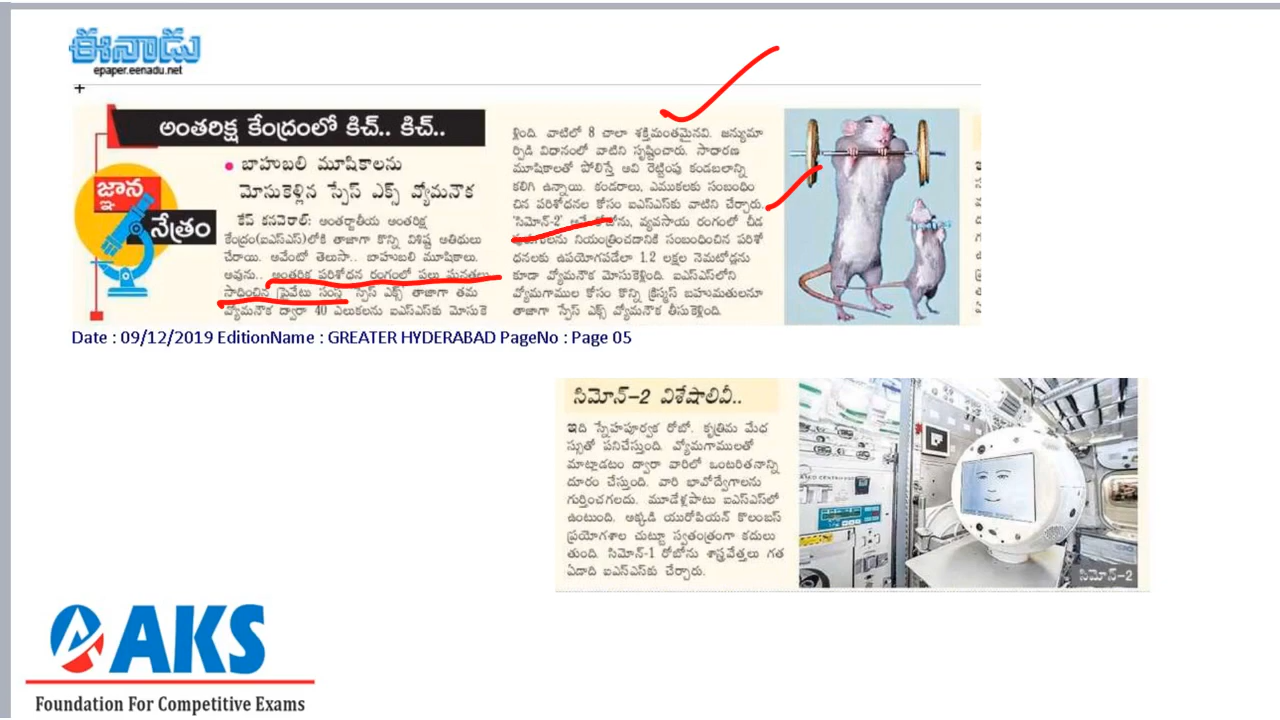 ఈనాడు
epaper.eenadu.net
అంతరిక్ష కేంద్రంలో కిచ్.. కిచ్..
జ్ఞాన
నేత్రం
• బాహుబలి మూషికాలను
మోసుకెళ్లిన స్పేస్ ఎక్స్ వ్యోమనౌక
కేప్ కనవెరాల్: అంతర్జాతీయ అంతరిక్ష
కేంద్రం(ఐఎస్ఎస్)లోకి తాజాగా కొన్ని విశిష్ట అతిథులు
చేరాయి. అవేంటో తెలుసా.. బాహుబలి మూషికాలు.
అవును.. అంతరిక్ష పరిశోధన రంగంలో పలు ఘనతలు
సాధించిన ప్రైవేటు సంస్థ స్పేస్ ఎక్స్ తాజాగా తమ
వ్యోమనౌక ద్వారా 40 ఎలుకలను ఐఎస్ఎస్‌కు మోసుకె
ళ్లింది. వాటిలో 8 చాలా శక్తిమంతమైనవి. జన్యుమా
ర్పిడి విధానంలో వాటిని సృష్టించారు. సాధారణ
మూషికాలతో పోలిస్తే అవి రెట్టింపు కండబలాన్ని
కలిగి ఉన్నాయి. కండరాలు, ఎముకలకు సంబంధిం
చిన పరిశోధనల కోసం ఐఎస్ఎస్‌కు వాటిని చేర్చారు.
'సిమోన్-2' అనే రోబోను, వ్యవసాయ రంగంలో చీడ
పురుగులను నియంత్రించడానికి సంబంధించిన పరిశో
ధనలకు ఉపయోగపడేలా 1.2 లక్షల నెమటోడ్లను
కూడా వ్యోమనౌక మోసుకెళ్లింది. ఐఎస్ఎస్‌లోని
వ్యోమగాముల కోసం కొన్ని క్రిస్మస్ బహుమతులనూ
తాజాగా స్పేస్ ఎక్స్ వ్యోమనౌక తీసుకెళ్లింది.
Date : 09/12/2019 EditionName : GREATER HYDERABAD PageNo : Page 05
సిమోన్-2 విశేషాలివీ..
ఇది స్నేహపూర్వక రోబో. కృత్రిమ మేధ
స్సుతో పనిచేస్తుంది. వ్యోమగాములతో
మాట్లాడటం ద్వారా వారిలో ఒంటరితనాన్ని
దూరం చేస్తుంది. వారి భావోద్వేగాలను
గుర్తించగలదు. మూడేళ్లపాటు ఐఎస్ఎస్‌లో
ఉంటుంది. అక్కడి యురోపియన్ కొలంబస్
ప్రయోగశాల చుట్టూ స్వతంత్రంగా కదులు
తుంది. సిమోన్-1 రోబోను శాస్త్రవేత్తలు గత
ఏడాది ఐఎస్ఎస్‌కు చేర్చారు.
సిమోన్-2
AKS
Foundation For Competitive Exams